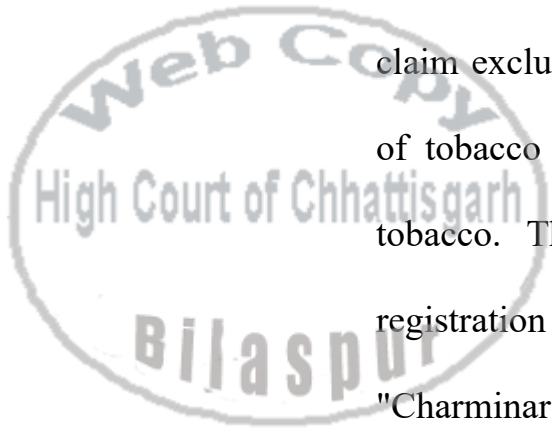 Web Copy
High Court of Chhattisgarh
Bilaspur
claim exclu
of tobacco
tobacco. Th
registration
"Charminar